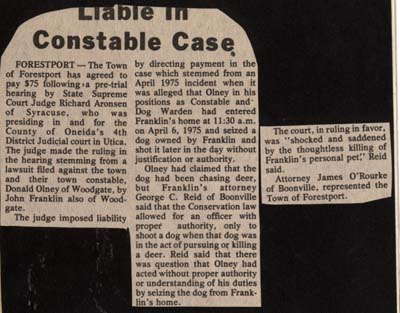 Liable In
Constable Case
FORESTPORT — The Town
of Forestport has agreed to
pay $75 following a pre-trial
hearing by State Supreme
Court Judge Richard Aronsen
of Syracuse, who was
presiding in and for the
County of Oneida's 4th
District Judicial court in Utica.
The judge made the ruling in
the hearing stemming from a
lawsuit filed against the town
and their town constable,
Donald Olney of Woodgate, by
John Franklin also of Wood-
gate.
The judge imposed liability
by directing payment in the
case which stemmed from an
April 1975 incident when it
was alleged that Olney in his
positions as Constable and
Dog Warden had entered
Franklin's home at 11:30 a.m.
on April 6, 1975 and seized a
dog owned by Franklin and
shot it later in the day without
justification or authority.
Olney had claimed that the
dog had been chasing deer,
but Franklin's attorney
George C. Reid of Boonville
said that the Conservation law
allowed for an officer with
proper authority, only to
shoot a dog when that dog was
in the act of pursuing or killing
a deer. Reid said that there
was question that Olney had
acted without proper authority
or understanding of his duties
by seizing the dog from Frank-
lin's home.
The court, in ruling in favor,
was "shocked and saddened
by the thoughtless killing of
Franklin's personal pet," Reid
said.
Attorney James O'Rourke
of Boonville, represented the
Town of Forestport.